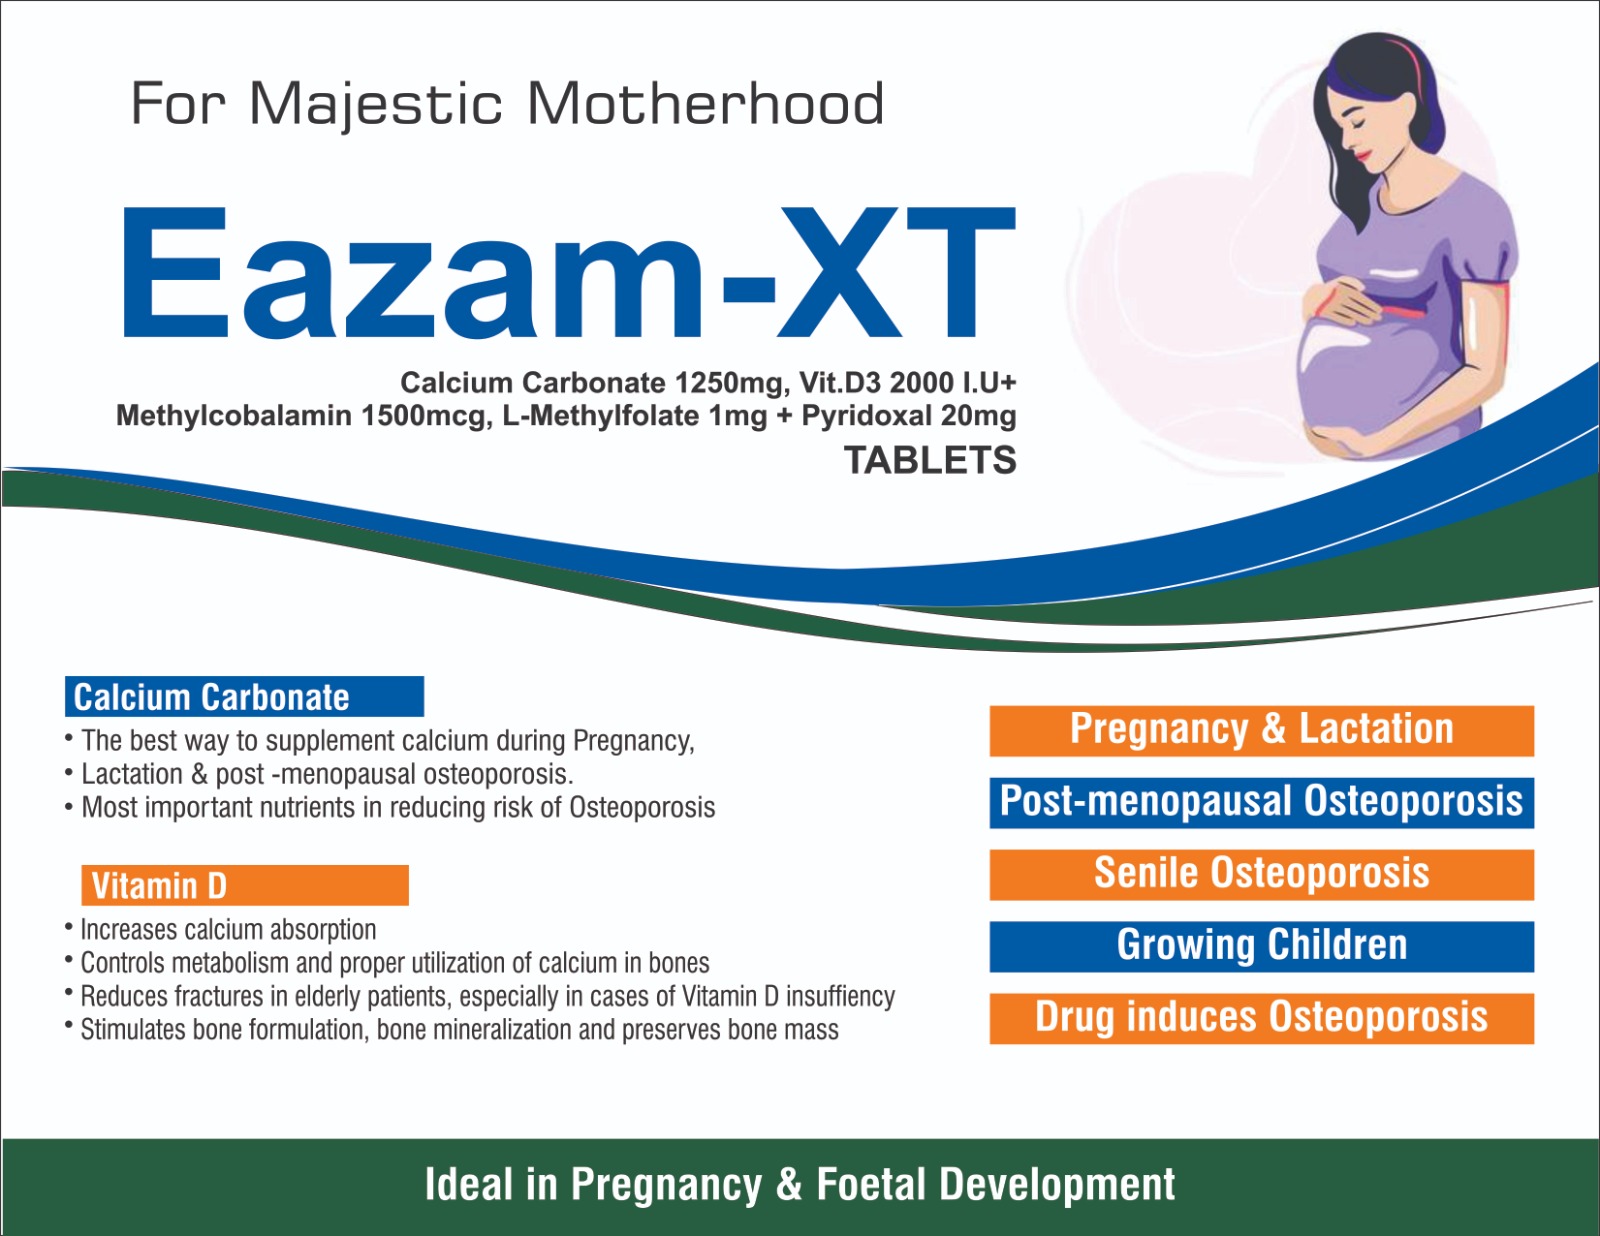 For Majestic Motherhood
Eazam-XT
Calcium Carbonate 1250mg, Vit.D3 2000 I.U+
Methylcobalamin 1500mcg, L-Methylfolate 1mg + Pyridoxal 20mg
TABLETS
Calcium Carbonate
• The best way to supplement calcium during Pregnancy,
• Lactation & post -menopausal osteoporosis.
• Most important nutrients in reducing risk of Osteoporosis
Vitamin D
• Increases calcium absorption
• Controls metabolism and proper utilization of calcium in bones
• Reduces fractures in elderly patients, especially in cases of Vitamin D insuffiency
• Stimulates bone formulation, bone mineralization and preserves bone mass
Pregnancy & Lactation
Post-menopausal Osteoporosis
Senile Osteoporosis
Growing Children
Drug induces Osteoporosis
Ideal in Pregnancy & Foetal Development